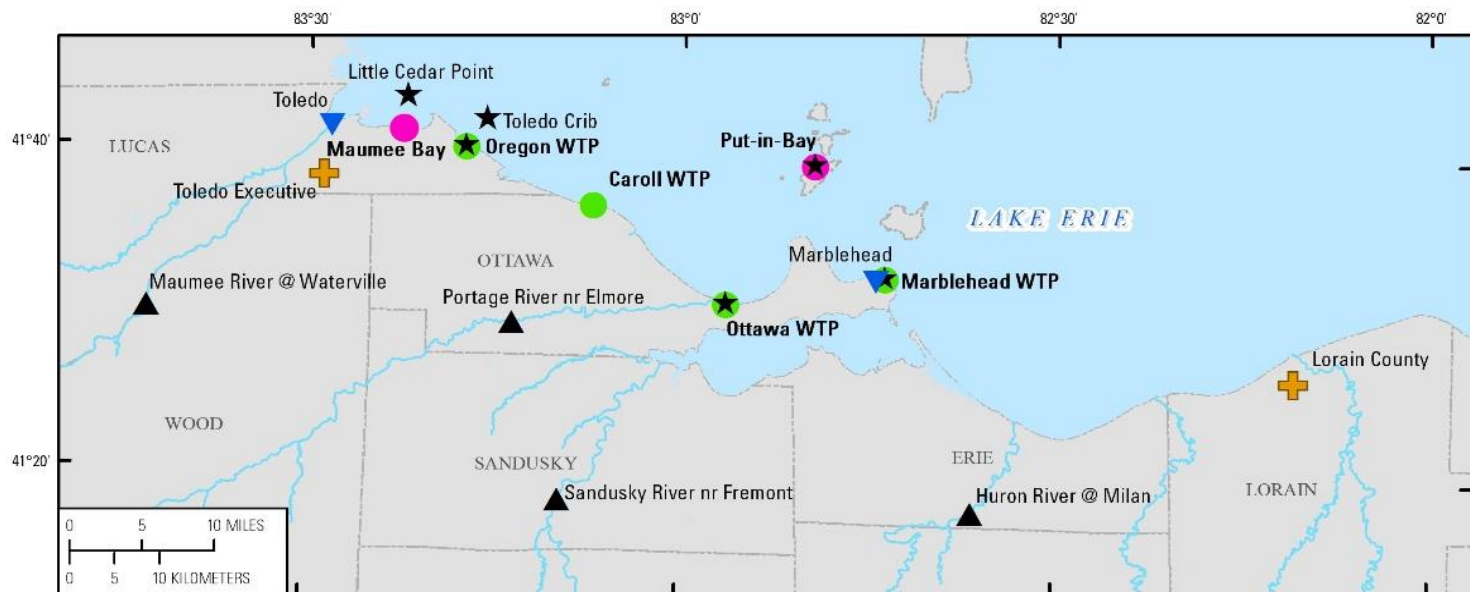 83°30'
83°0'
82°30'
82°0'
Little Cedar Point
Toledo
Toledo Crib
41°40'
LUCAS
Maumee Bay
Oregon WTP
Put-in-Bay
Toledo Executive
Caroll WTP
LAKE ERIE
OTTAWA
Marblehead
Maumee River @ Waterville
Marblehead WTP
Portage River nr Elmore
Ottawa WTP
Lorain County
WOOD
41°20'
SANDUSKY
ERIE
Sandusky River nr Fremont
Huron River @ Milan
LORAIN
0 5 10 MILES
0 5 10 KILOMETERS